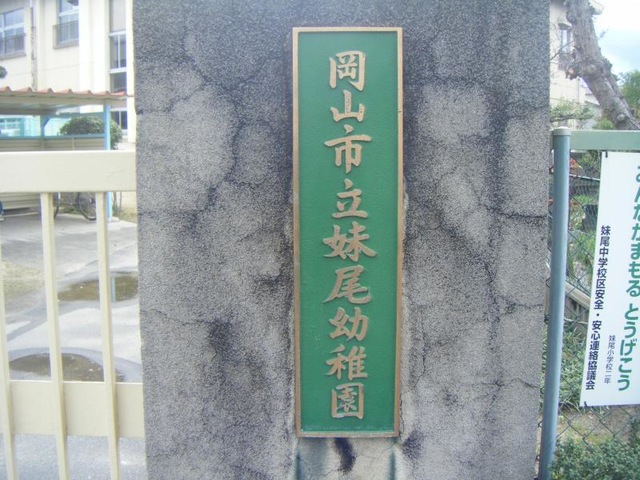 岡山市立妹尾幼稚園
みんながまもる とうげこう
妹尾小学校二年
妹尾中学校区安全・安心連絡協議会